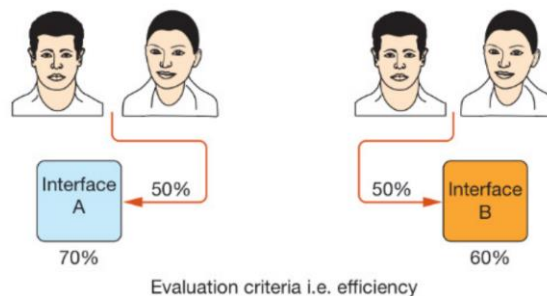 Interface
A
50%
70%
50%
Interface
B
60%
Evaluation criteria i.e. efficiency